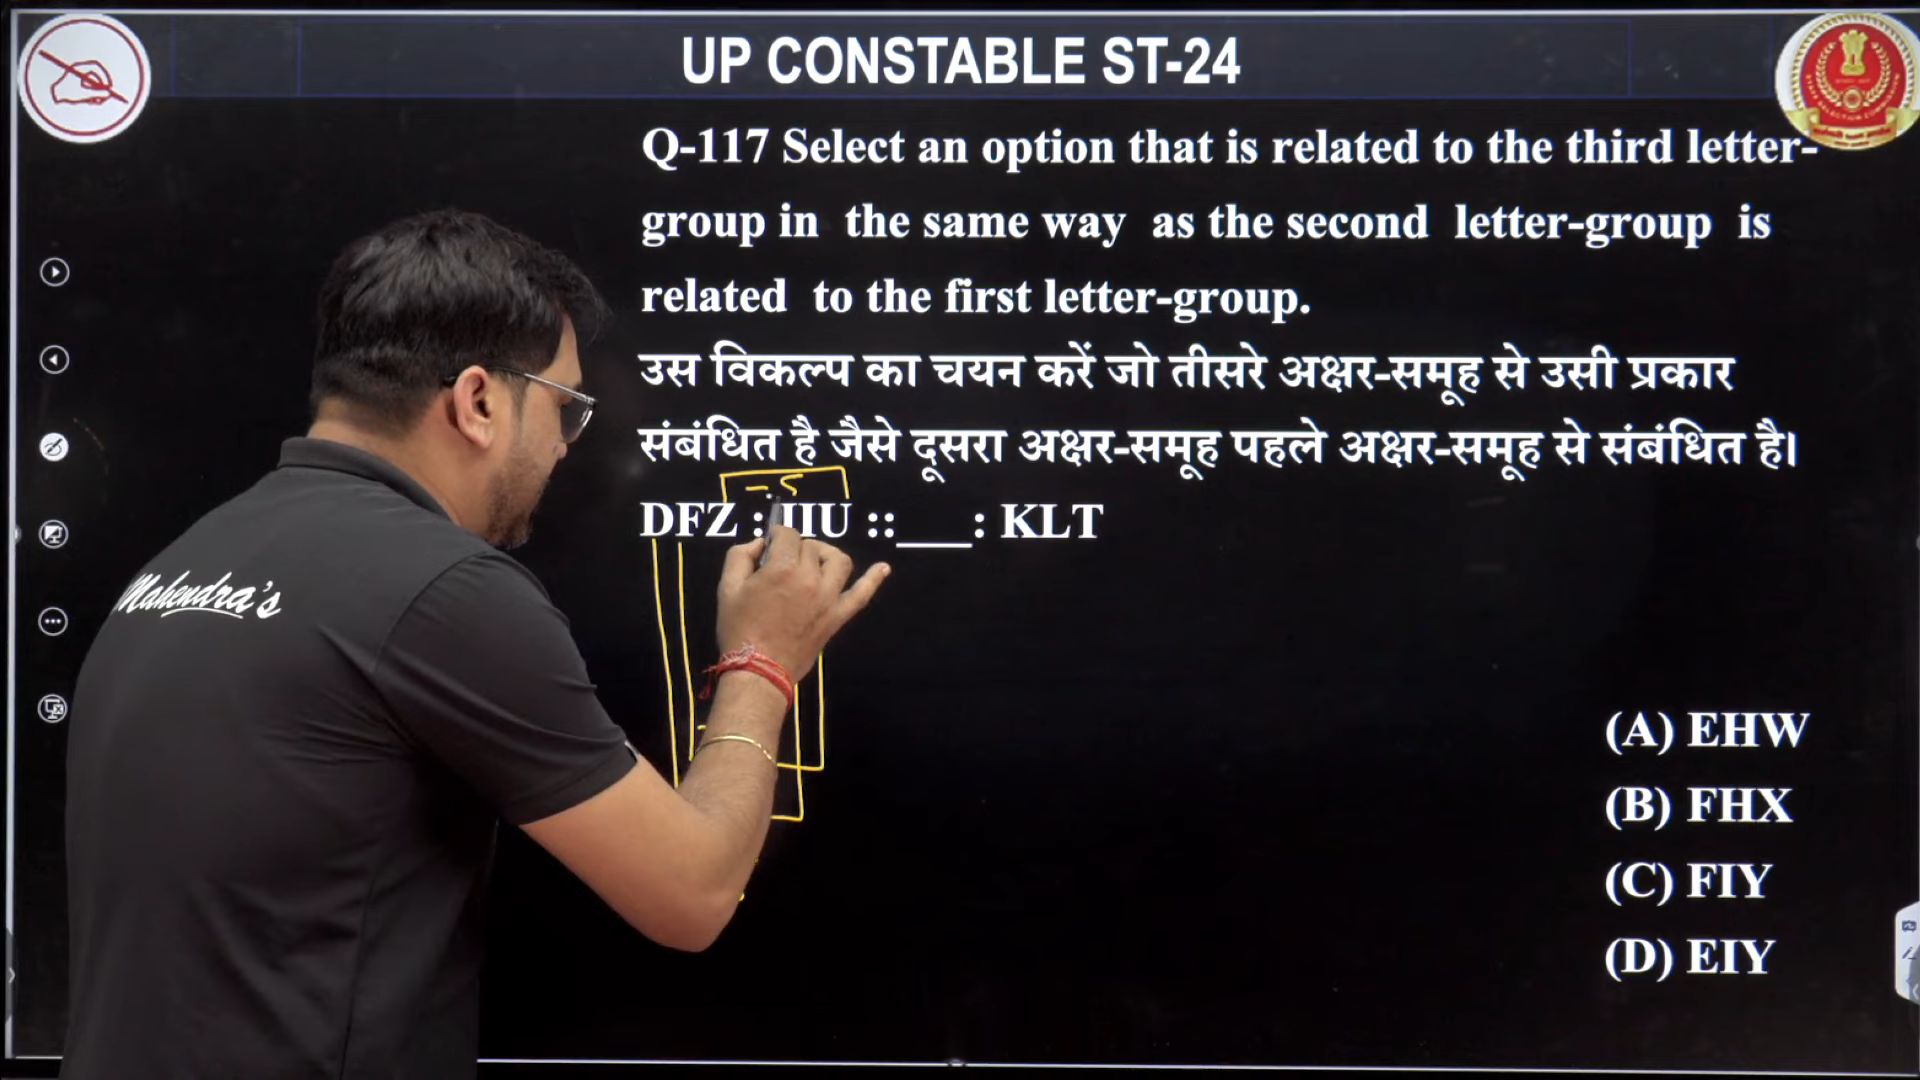 UP CONSTABLE ST-24
Q-117 Select an option that is related to the third letter-
group in the same way as the second letter-group is
related to the first letter-group.
उस विकल्प का चयन करें जो तीसरे अक्षर-समूह से उसी प्रकार
संबंधित है जैसे दूसरा अक्षर-समूह पहले अक्षर-समूह से संबंधित है।
-5
DFZ : IIU ::___: KLT
Mahendra's
(A) EHW
(B) FHX
(C) FIY
(D) EIY